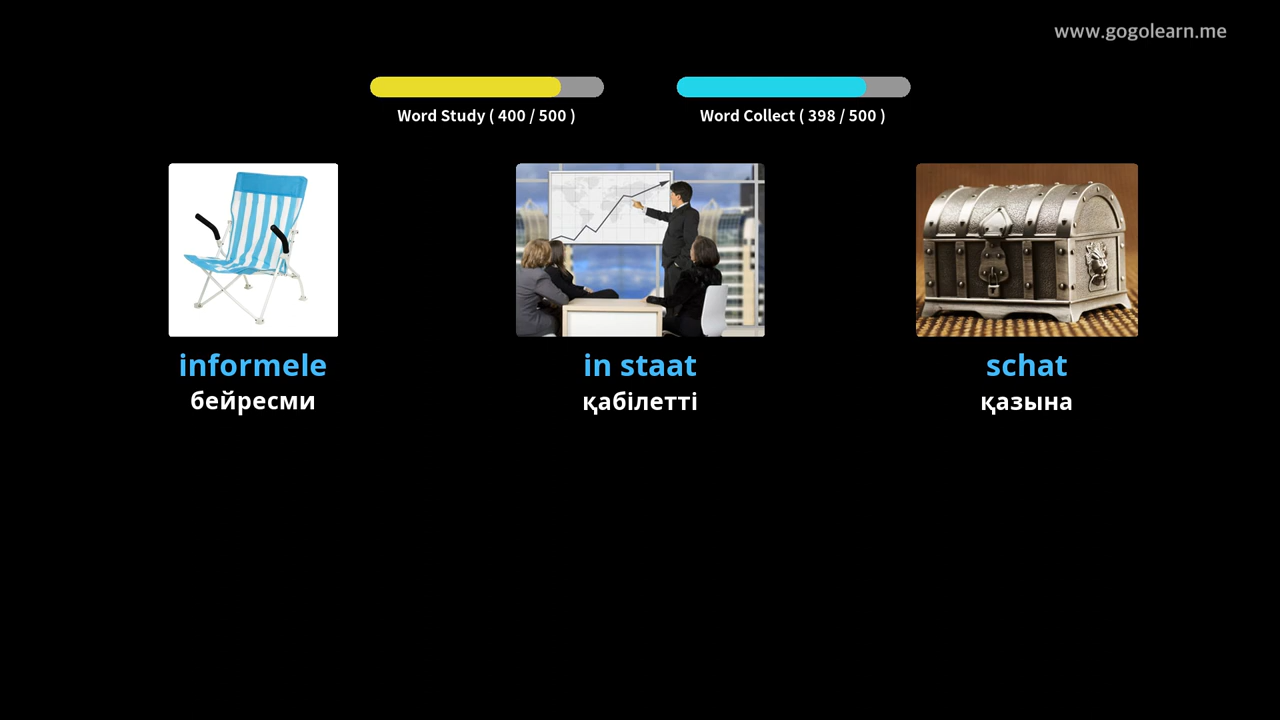 www.gogolearn.me
Word Study ( 400 / 500 )
Word Collect ( 398 / 500 )
informele
in staat
schat
бейресми
қабілетті
қазына